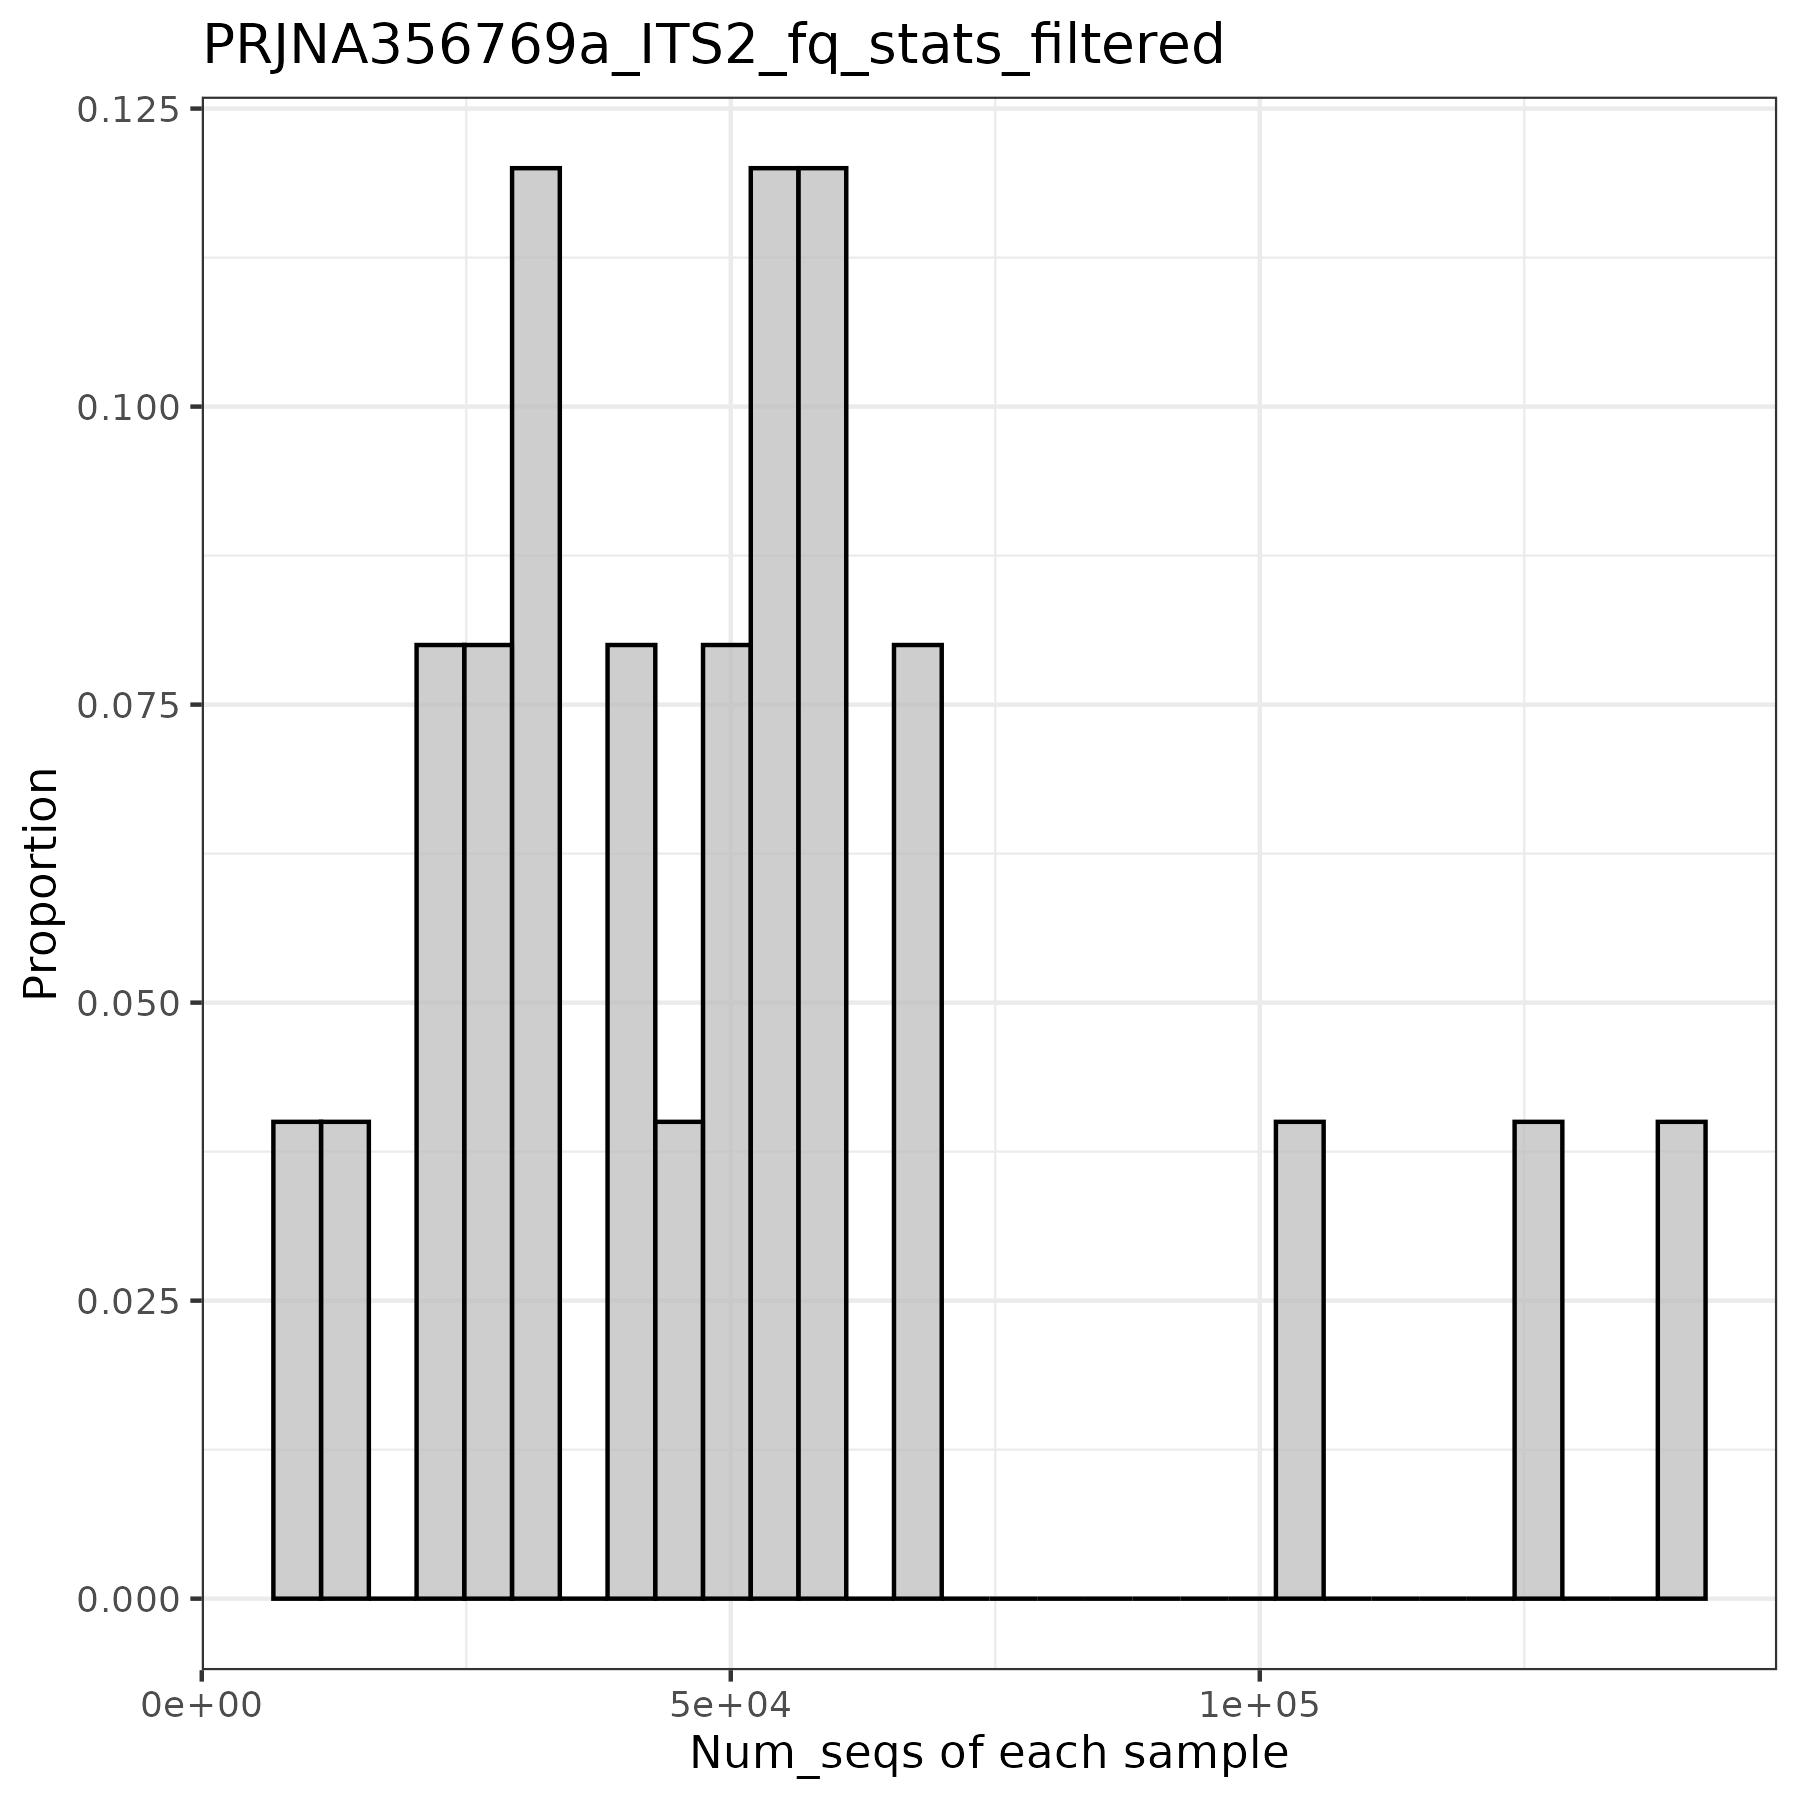 PRJNA356769a_ITS2_fq_stats_filtered
0.125
0.100
0.075
0.050
0.025
0.000
Proportion
0e+00 5e+04 1e+05
Num_seqs of each sample